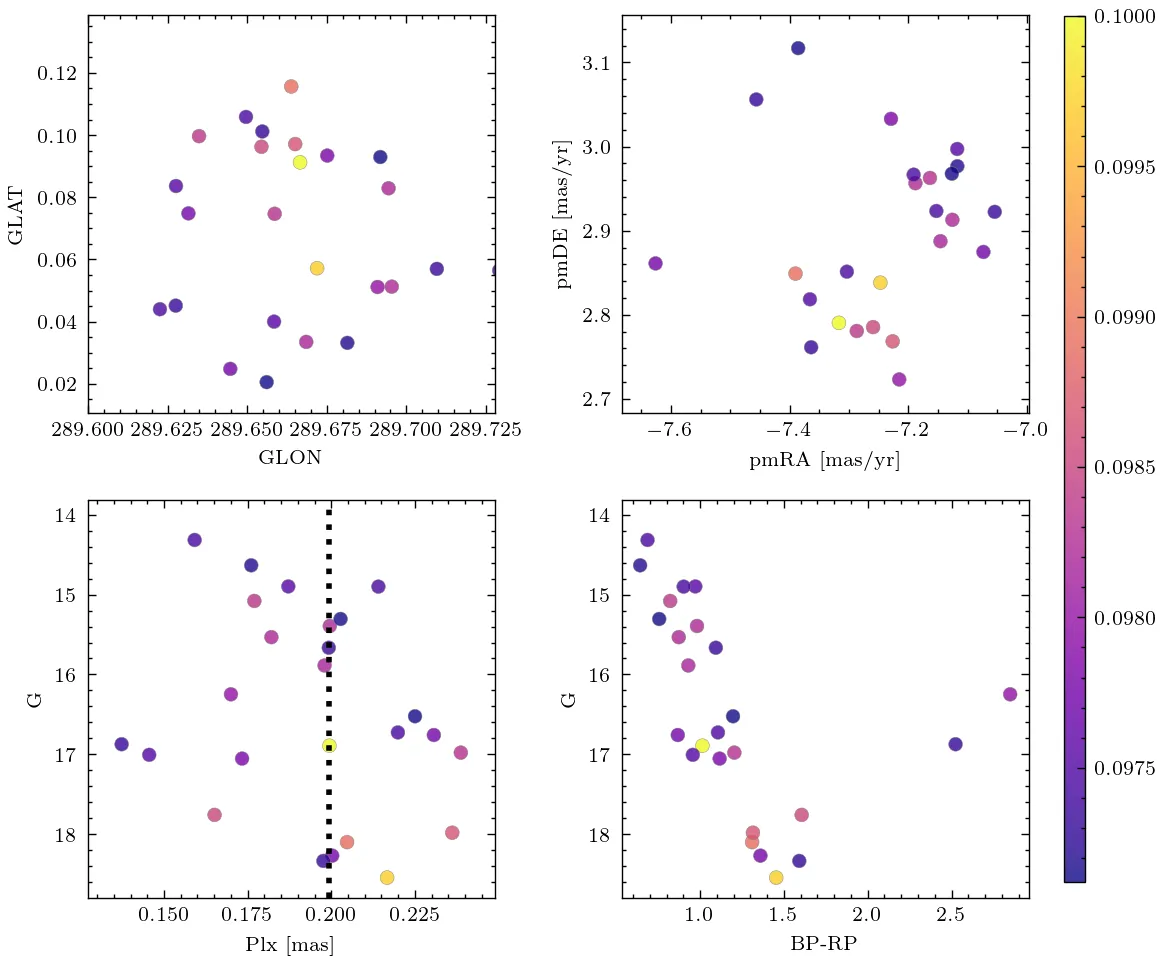 0.12
0.10
0.08
0.06
0.04
0.02
GLAT
289.600 289.625 289.650 289.675 289.700 289.725
GLON
3.1
3.0
2.9
2.8
2.7
pmDE [mas/yr]
−7.6 −7.4 −7.2 −7.0
pmRA [mas/yr]
0.1000
0.0995
0.0990
0.0985
0.0980
0.0975
14
15
16
17
18
G
0.150 0.175 0.200 0.225
Plx [mas]
14
15
16
17
18
G
1.0 1.5 2.0 2.5
BP-RP